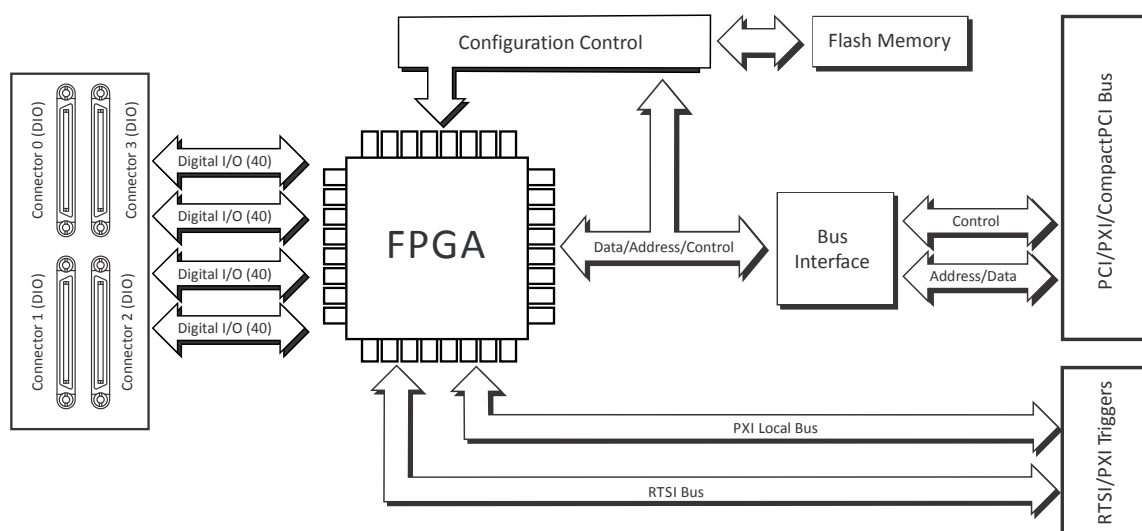 Configuration Control
Flash Memory
Connector 0 (DIO)
Connector 3 (DIO)
Connector 1 (DIO)
Connector 2 (DIO)
Digital I/O (40)
Digital I/O (40)
Digital I/O (40)
Digital I/O (40)
FPGA
Data/Address/Control
Bus
Interface
Control
Address/Data
PCI/PXI/CompactPCI Bus
PXI Local Bus
RTSI Bus
RTSI/PXI Triggers